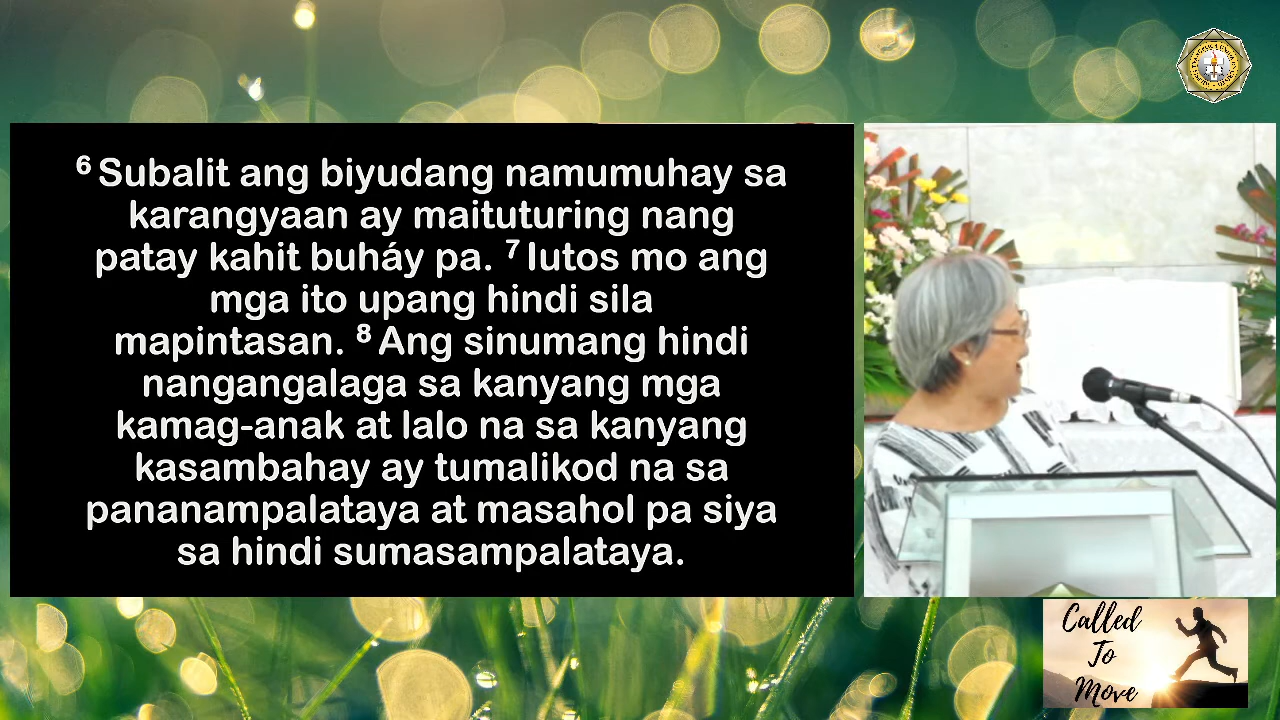 6 Subalit ang biyudang namumuhay sa
karangyaan ay maituturing nang
patay kahit buháy pa. 7 Iutos mo ang
mga ito upang hindi sila
mapintasan. 8 Ang sinumang hindi
nangangalaga sa kanyang mga
kamag-anak at lalo na sa kanyang
kasambahay ay tumalikod na sa
pananampalataya at masahol pa siya
sa hindi sumasampalataya.
Called
To
Move